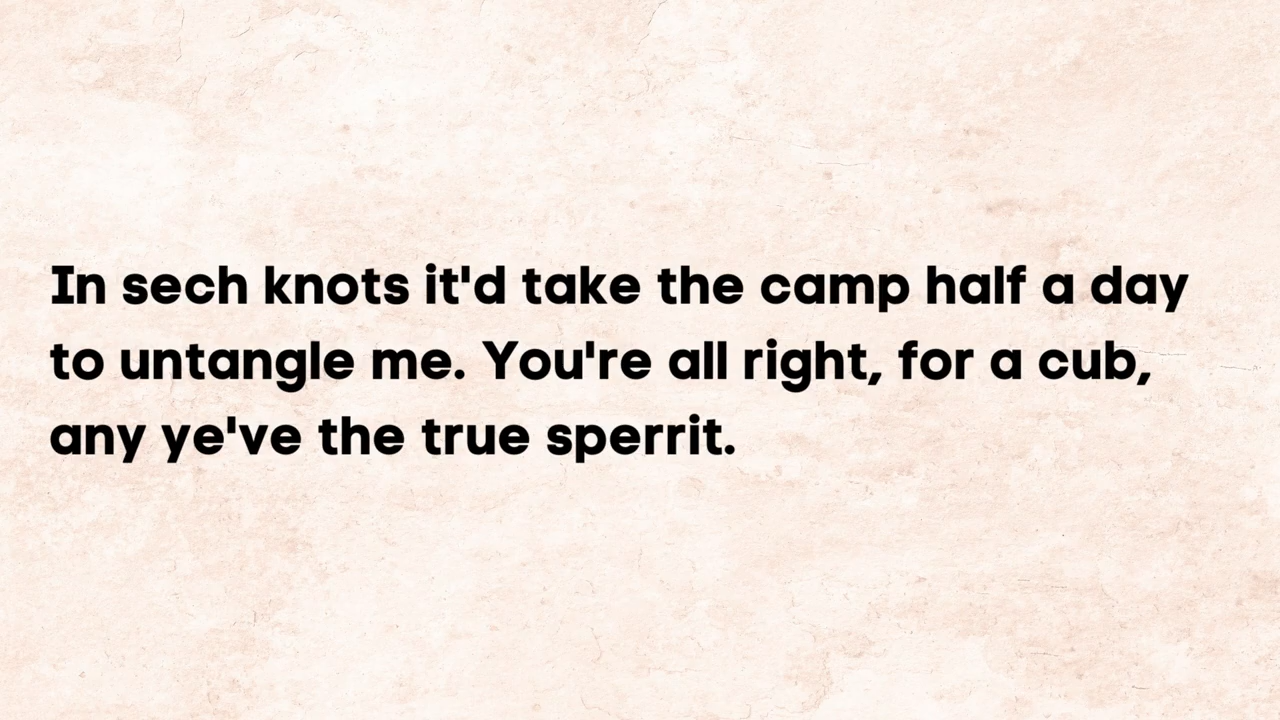 In sech knots it'd take the camp half a day
to untangle me. You're all right, for a cub,
any ye've the true sperrit.